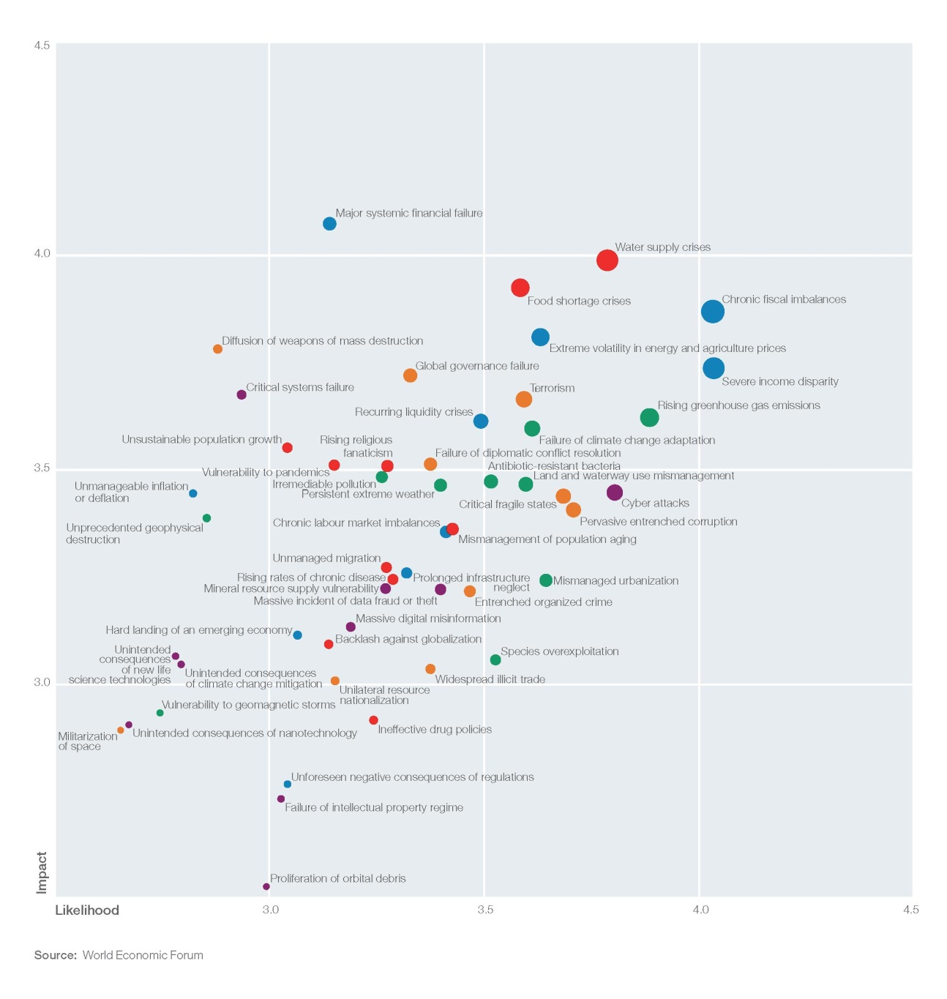 4.5
Major systemic financial failure
Water supply crises
4.0
Chronic fiscal imbalances
Food shortage crises
Diffusion of weapons of mass destruction
Extreme volatility in energy and agriculture prices
Global governance failure
Severe income disparity
Critical systems failure
Terrorism
Rising greenhouse gas emissions
Recurring liquidity crises
Unsustainable population growth
Rising religious
fanaticism
Failure of climate change adaptation
Failure of diplomatic conflict resolution
3.5
Antibiotic-resistant bacteria
Vulnerability to pandemics
Land and waterway use mismanagement
Irremediable pollution
Unmanageable inflation
or deflation
Persistent extreme weather
Critical fragile states
Cyber attacks
Unprecedented geophysical
destruction
Chronic labour market imbalances
Pervasive entrenched corruption
Mismanagement of population aging
Unmanaged migration
Rising rates of chronic disease
Prolonged infrastructure
neglect
Mismanaged urbanization
Mineral resource supply vulnerability
Massive incident of data fraud or theft
Entrenched organized crime
Massive digital misinformation
Hard landing of an emerging economy
Backlash against globalization
Unintended
consequences
of new life
science technologies
Species overexploitation
Unintended consequences
of climate change mitigation
Widespread illicit trade
3.0
Unilateral resource
nationalization
Vulnerability to geomagnetic storms
Ineffective drug policies
Militarization
of space
Unintended consequences of nanotechnology
Unforeseen negative consequences of regulations
Failure of intellectual property regime
Impact
Proliferation of orbital debris
Likelihood
3.0
3.5
4.0
4.5
Source: World Economic Forum